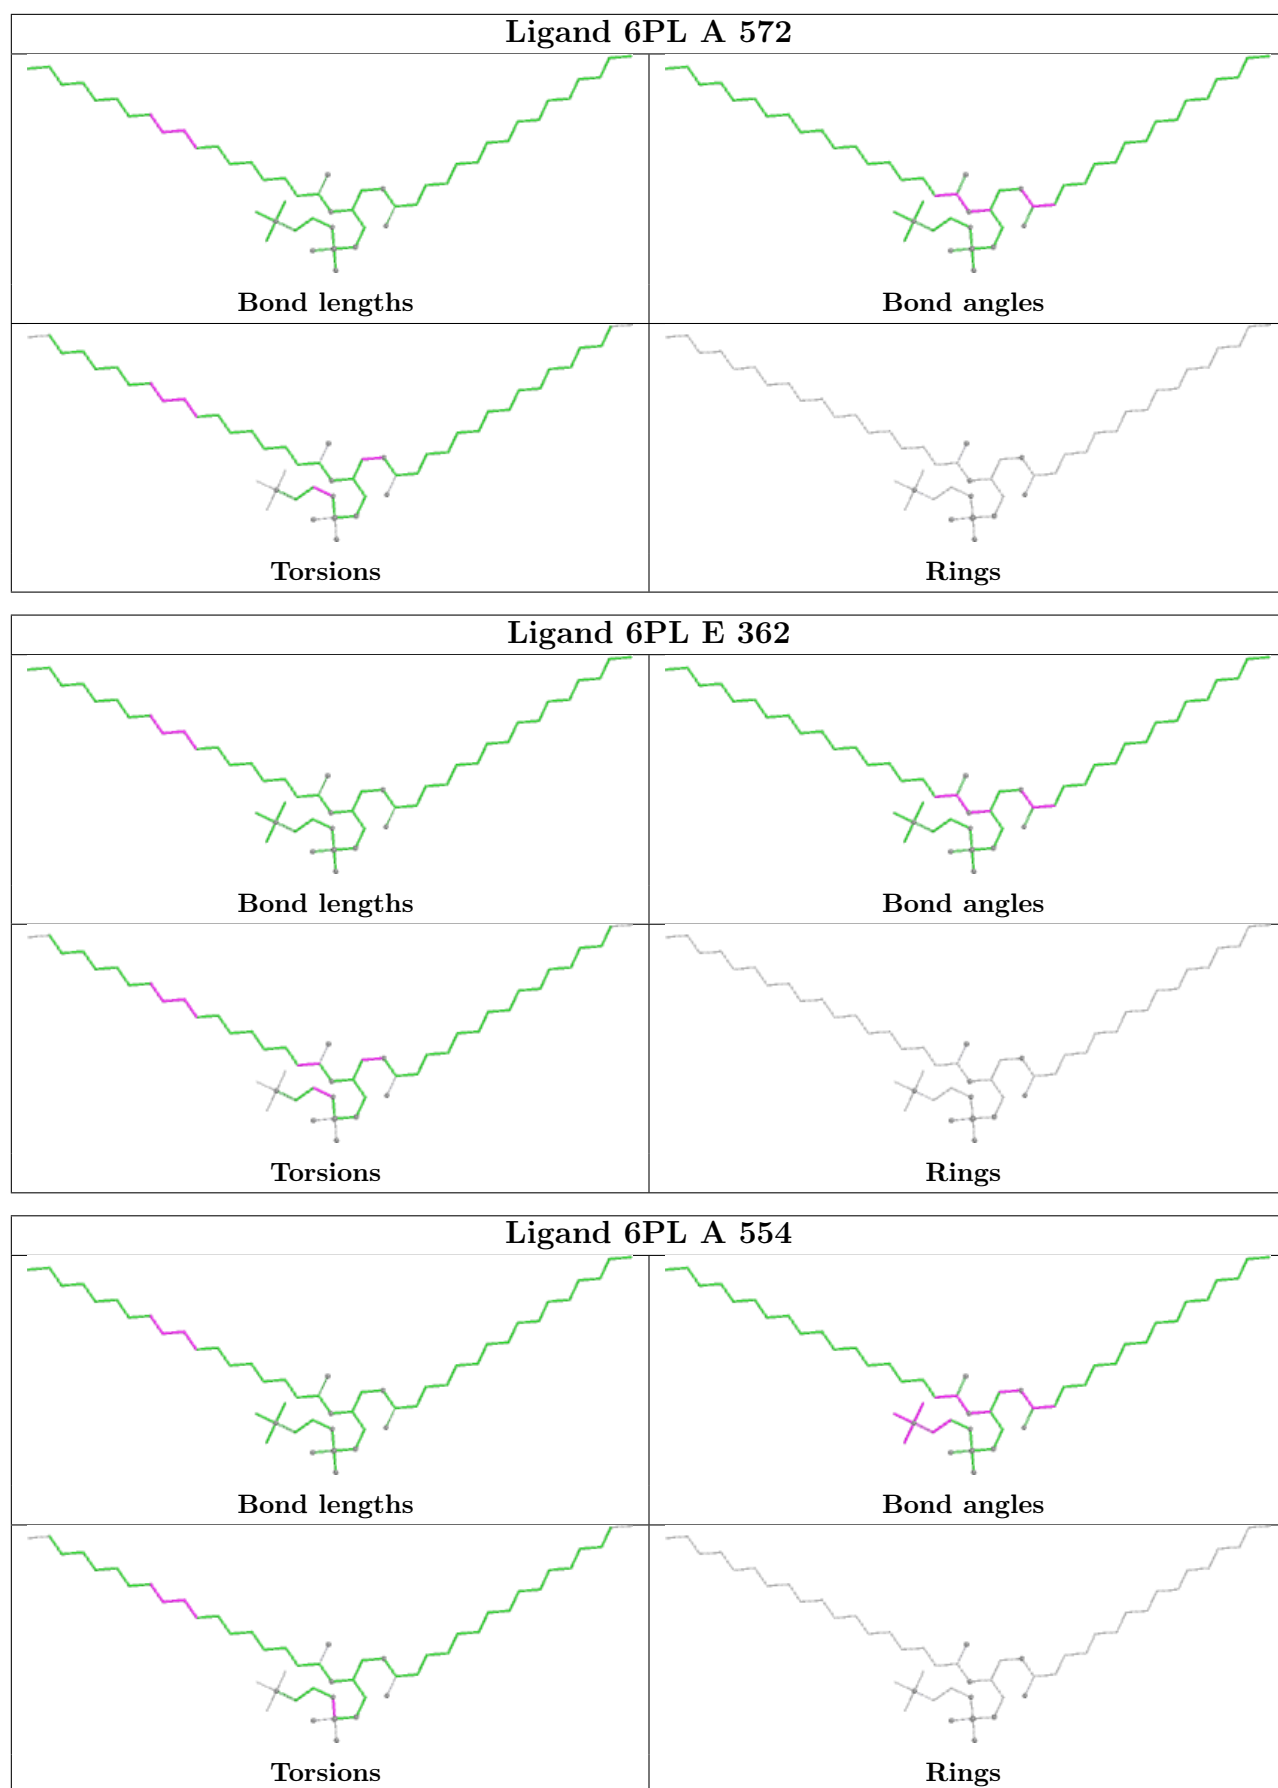 Ligand 6PL A 572
Bond lengths
Bond angles
Torsions
Rings
Ligand 6PL E 362
Bond lengths
Bond angles
Torsions
Rings
Ligand 6PL A 554
Bond lengths
Bond angles
Torsions
Rings